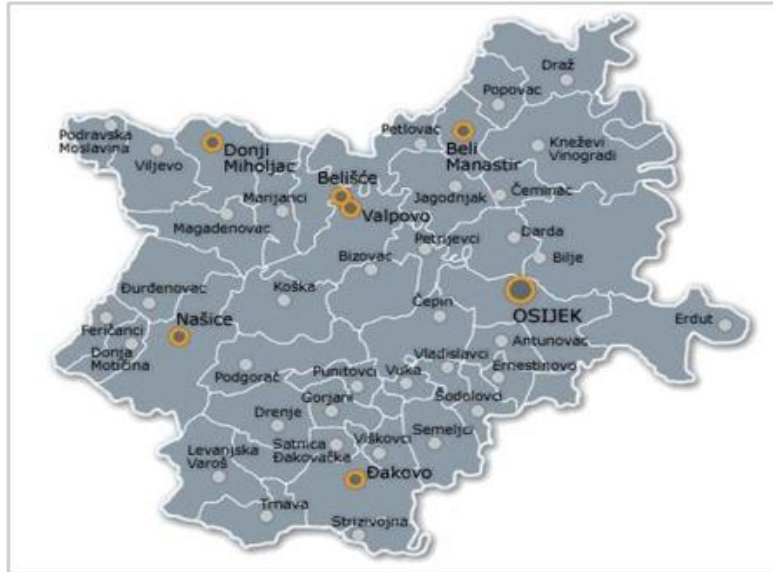 Draž
Popovac
Podravska
Moslavina
Viljevo
Donji
Miholjac
Petlovac
Beli
Manastir
Kneževi
Vinogradi
Belišće
Marijanci
Valpovo
Jagodnjak
Čeminac
Magadenovac
Petrijevci
Darda
Bizovac
Bilje
Đurđenovac
Koška
Čepin
OSIJEK
Erdut
Feričanci
Našice
Donja
Motičina
Antunovac
Vladislavci
Ernestinovo
Podgorač
Punitovci
Vuka
Gorjani
Šodolovci
Drenje
Semeljci
Levanjska
Varoš
Satnica
Đakovačka
Viškovci
Đakovo
Trnava
Strizivojna